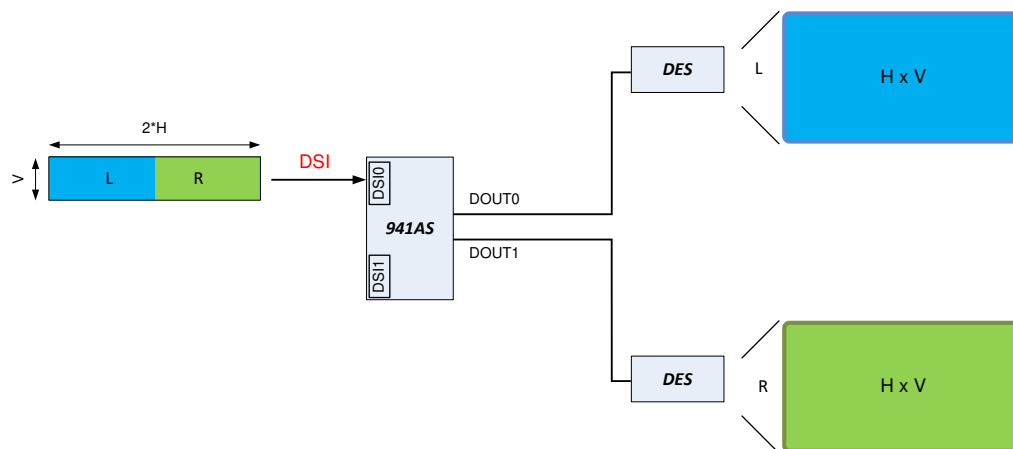 DES
L
H x V
2*H
V
L
R
DSI
DSI0
DOUT0
941AS
DOUT1
DSI1
DES
R
H x V